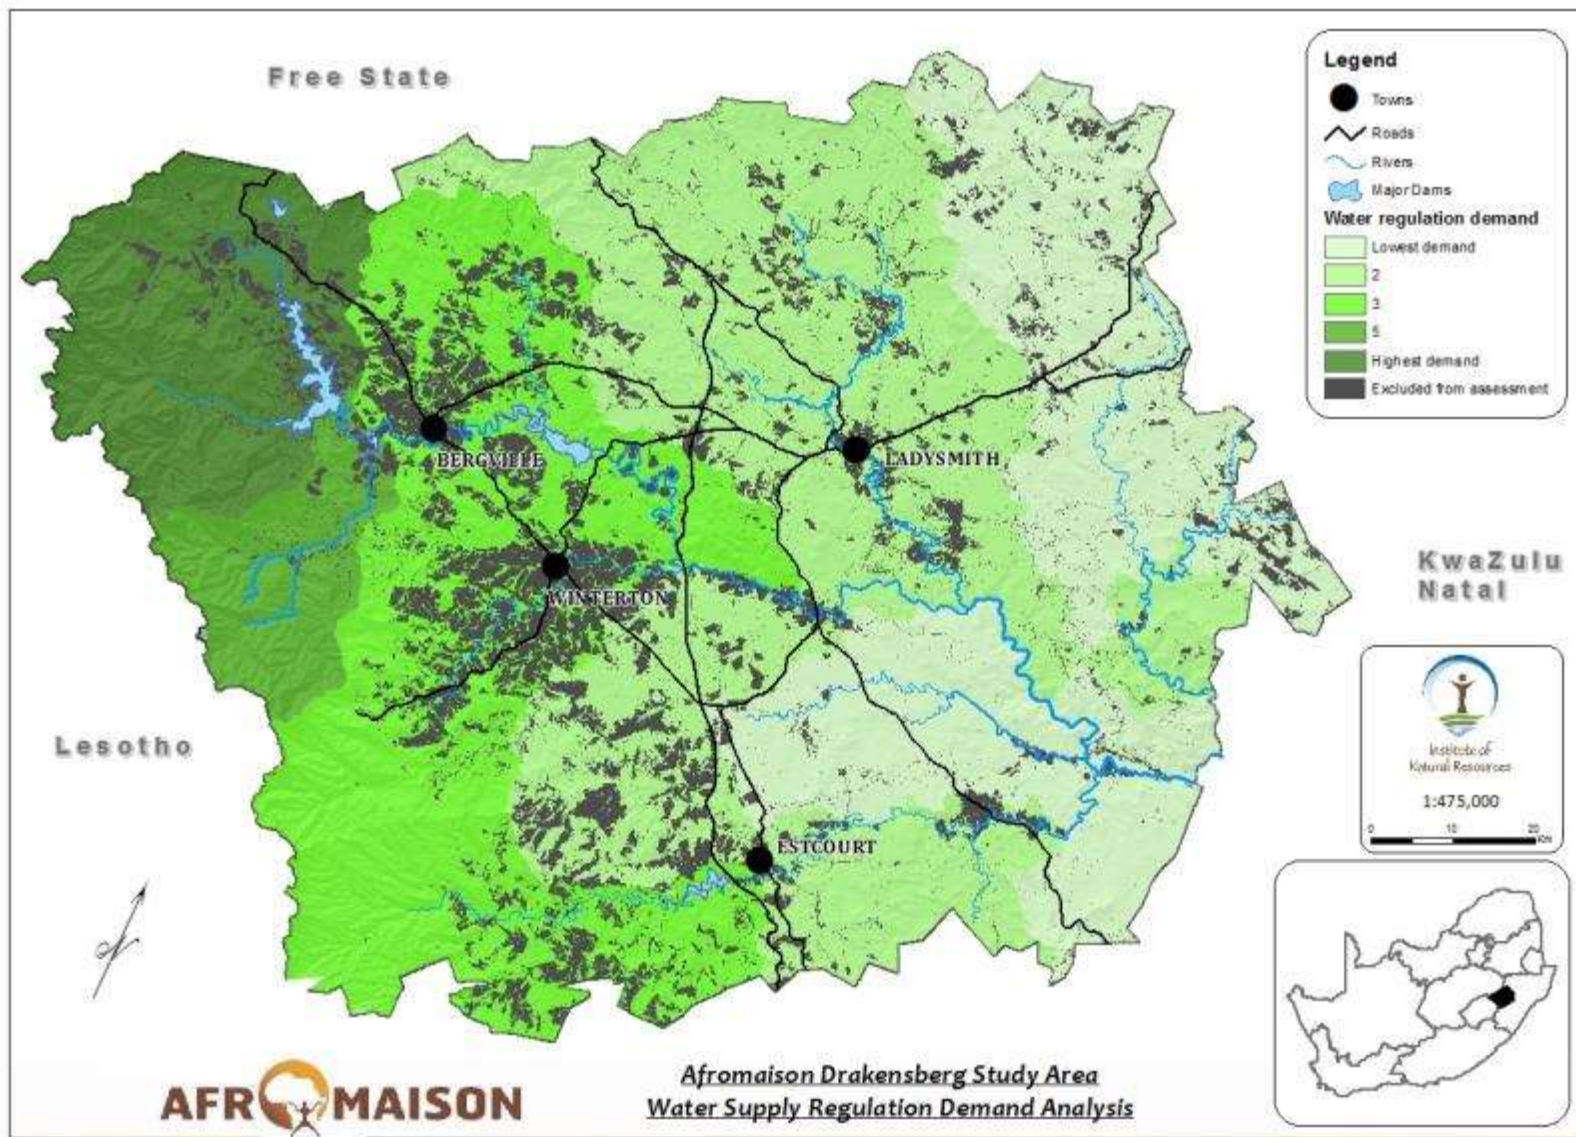 Free State
Legend
Towns
Roads
Rivers
Major Dams
Water regulation demand
Lowest demand
2
3
5
Highest demand
Excluded from assessment
BERGVILLE
LADYSMITH
WINTERTON
KwaZulu
Natal
Lesotho
Institute of
Natural Resources
1:475,000
0 10 20
Km
ESTCOURT
AFROMAISON
Afromaison Drakensberg Study Area
Water Supply Regulation Demand Analysis